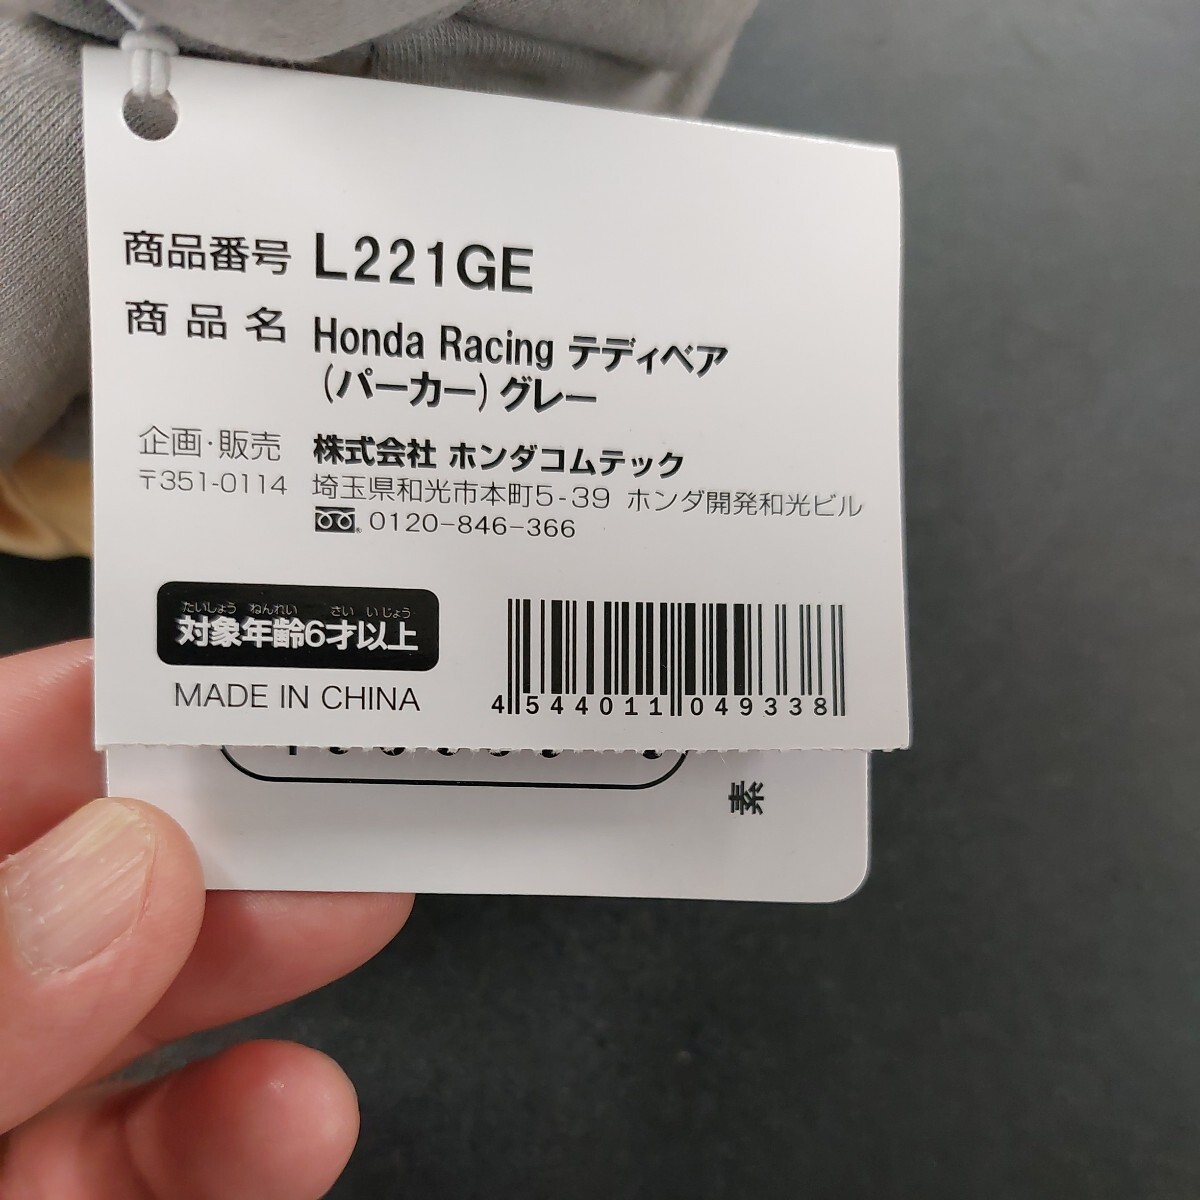 商品番号 L221GE
商品名 Honda Racing テディベア
(パーカー) グレー
企画・販売 株式会社 ホンダコムテック
〒351-0114 埼玉県和光市本町5-39 ホンダ開発和光ビル
0120-846-366
たいしょう ねんれい さい いじょう
対象年齢6才以上
MADE IN CHINA
4 544011 049338
素